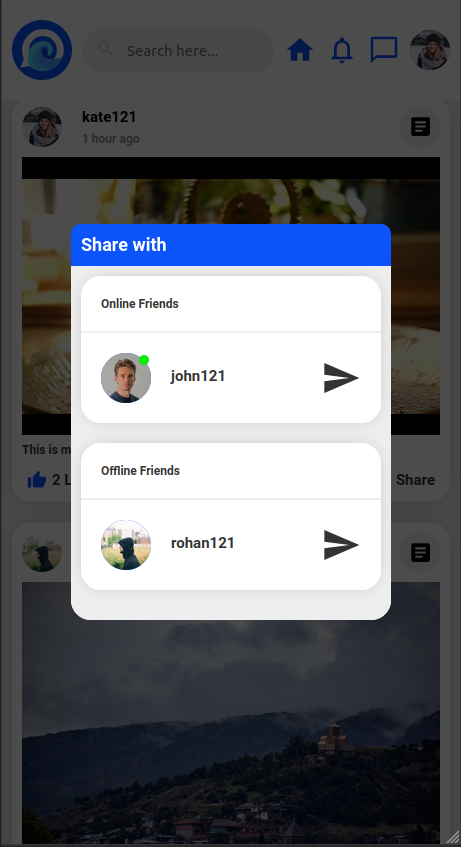 Search here...
kate121
1 hour ago
Share with
Online Friends
john121
Offline Friends
rohan121
This is m
2 L
Share